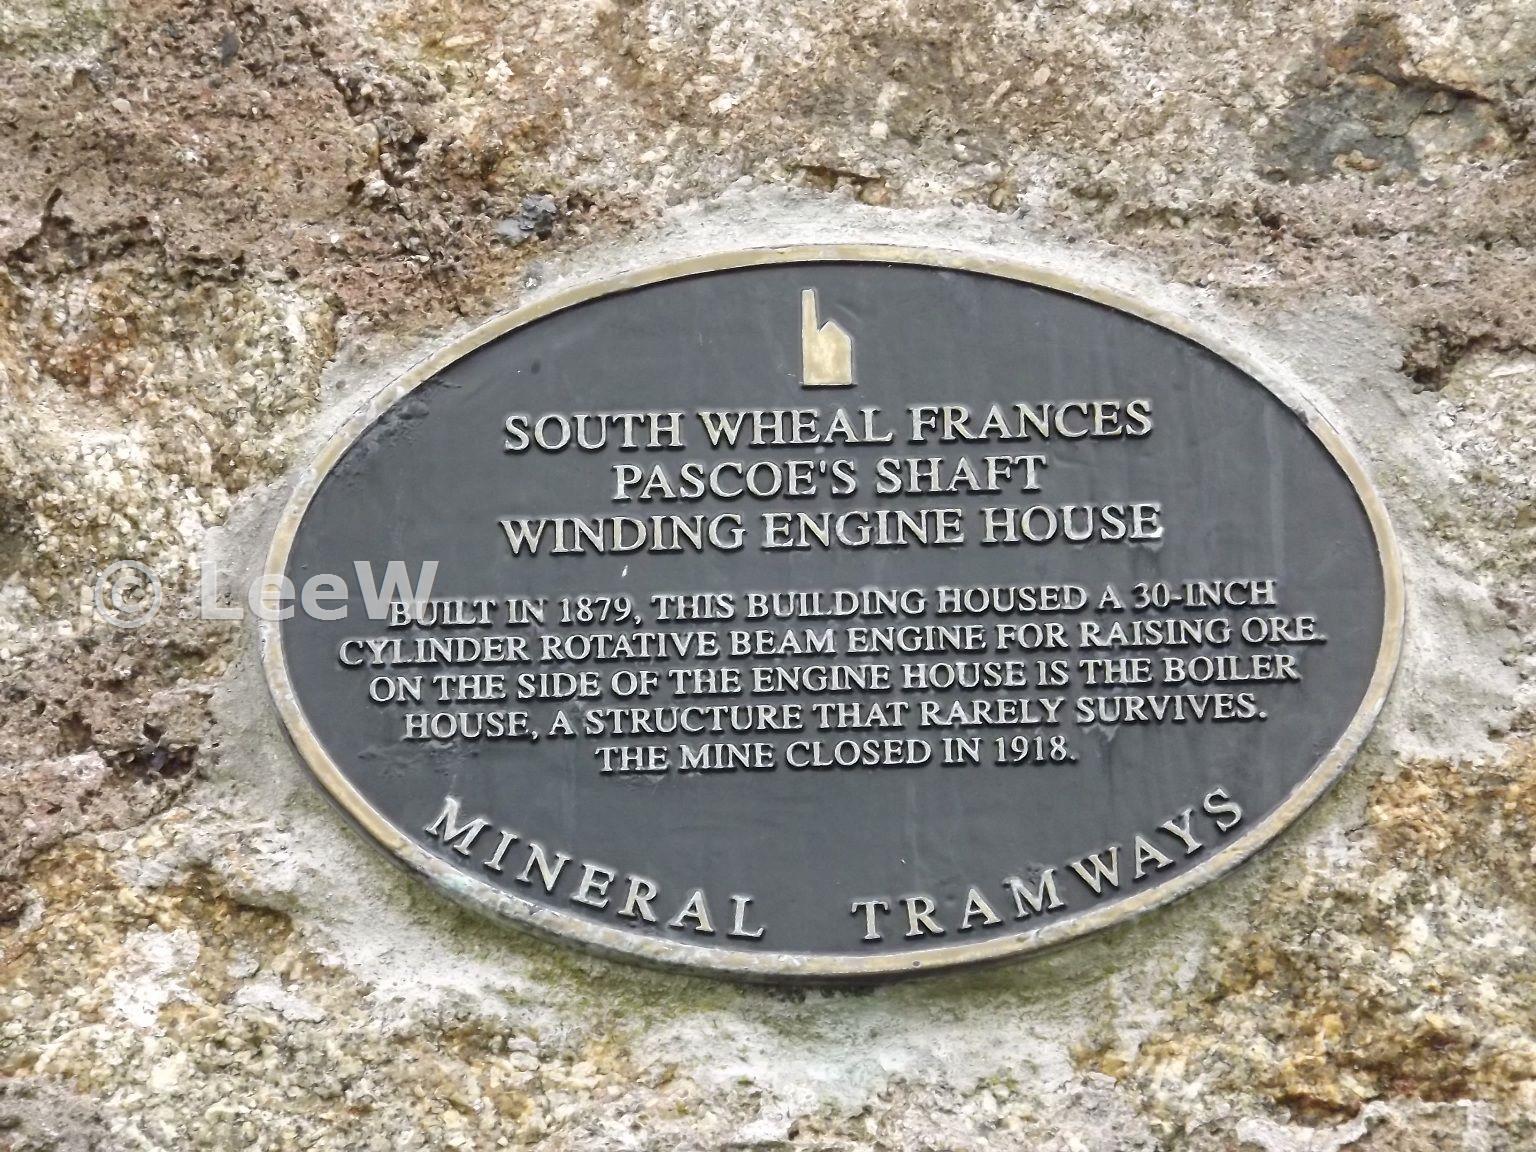 SOUTH WHEAL FRANCES
PASCOE'S SHAFT
WINDING ENGINE HOUSE
© LeeW
BUILT IN 1879, THIS BUILDING HOUSED A 30-INCH
CYLINDER ROTATIVE BEAM ENGINE FOR RAISING ORE.
ON THE SIDE OF THE ENGINE HOUSE IS THE BOILER
HOUSE, A STRUCTURE THAT RARELY SURVIVES.
THE MINE CLOSED IN 1918.
MINERAL TRAMWAYS